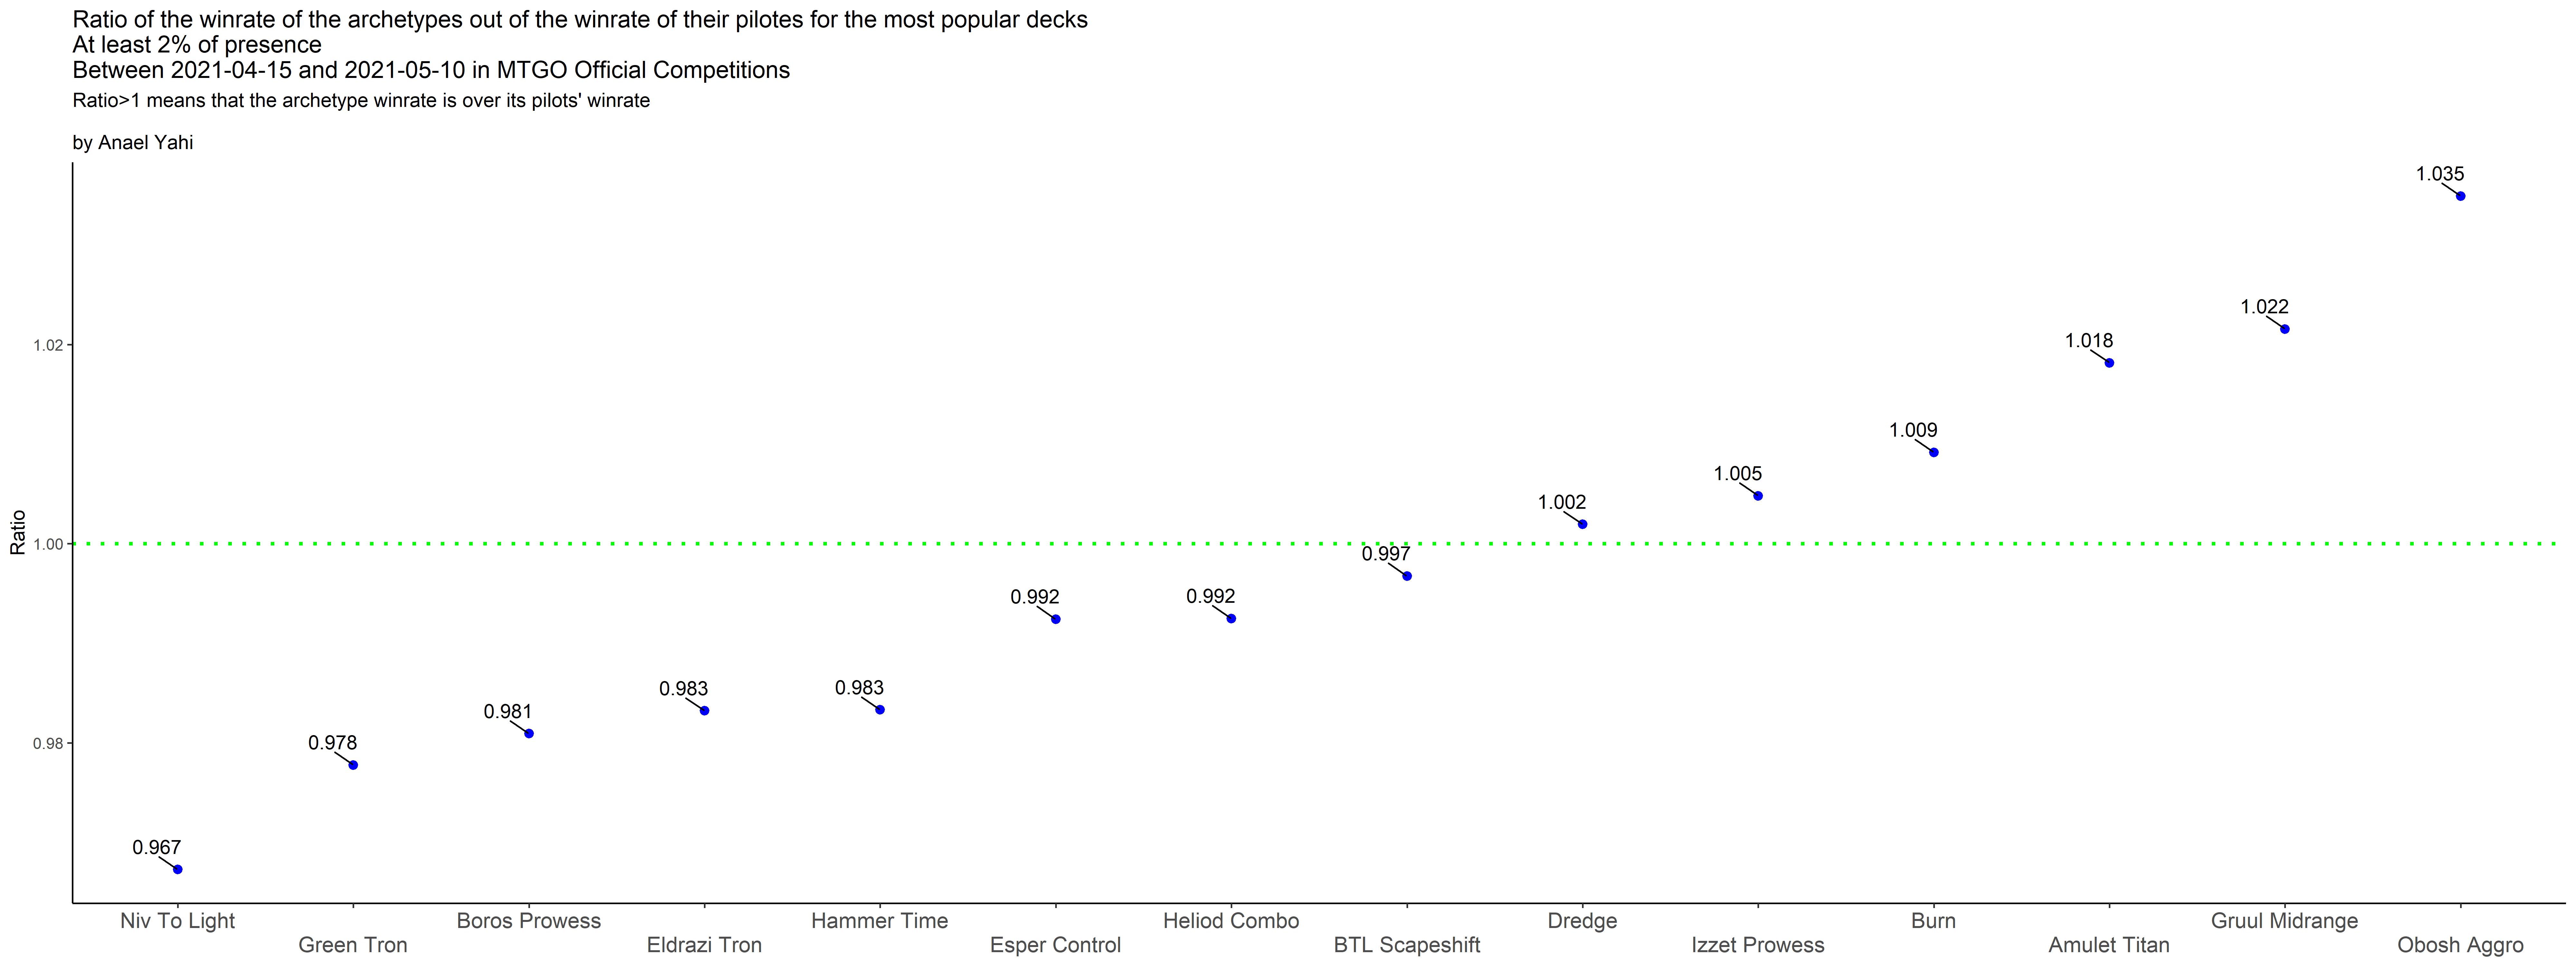 Ratio of the winrate of the archetypes out of the winrate of their pilotes for the most popular decks
At least 2% of presence
Between 2021-04-15 and 2021-05-10 in MTGO Official Competitions
Ratio>1 means that the archetype winrate is over its pilots' winrate
by Anael Yahi
Ratio
1.02
1.00
0.98
0.967
0.978
0.981
0.983
0.983
0.992
0.992
0.997
1.002
1.005
1.009
1.018
1.022
1.035
Niv To Light
Green Tron
Boros Prowess
Eldrazi Tron
Hammer Time
Esper Control
Heliod Combo
BTL Scapeshift
Dredge
Izzet Prowess
Burn
Amulet Titan
Gruul Midrange
Obosh Aggro